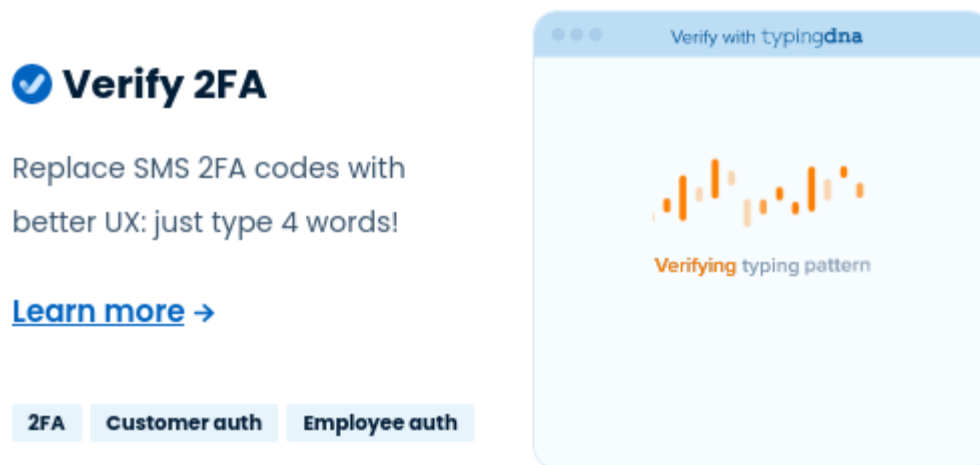 Verify 2FA
Replace SMS 2FA codes with
better UX: just type 4 words!
Learn more →
2FA
Customer auth
Employee auth
Verify with typingdna
Verifying typing pattern